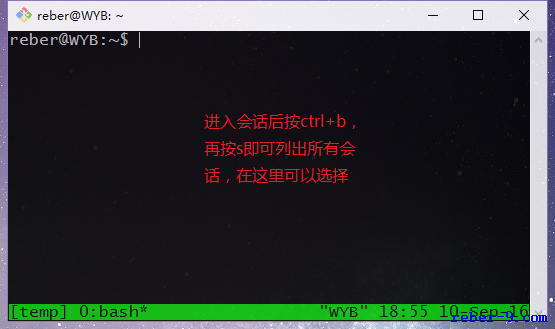 reber@WYB: ~
reber@WYB:~$
进入会话后按ctrl+b，
再按s即可列出所有会
话，在这里可以选择
[temp] 0:bash* "WYB" 18:55 10-Sep-16
reber-9.com